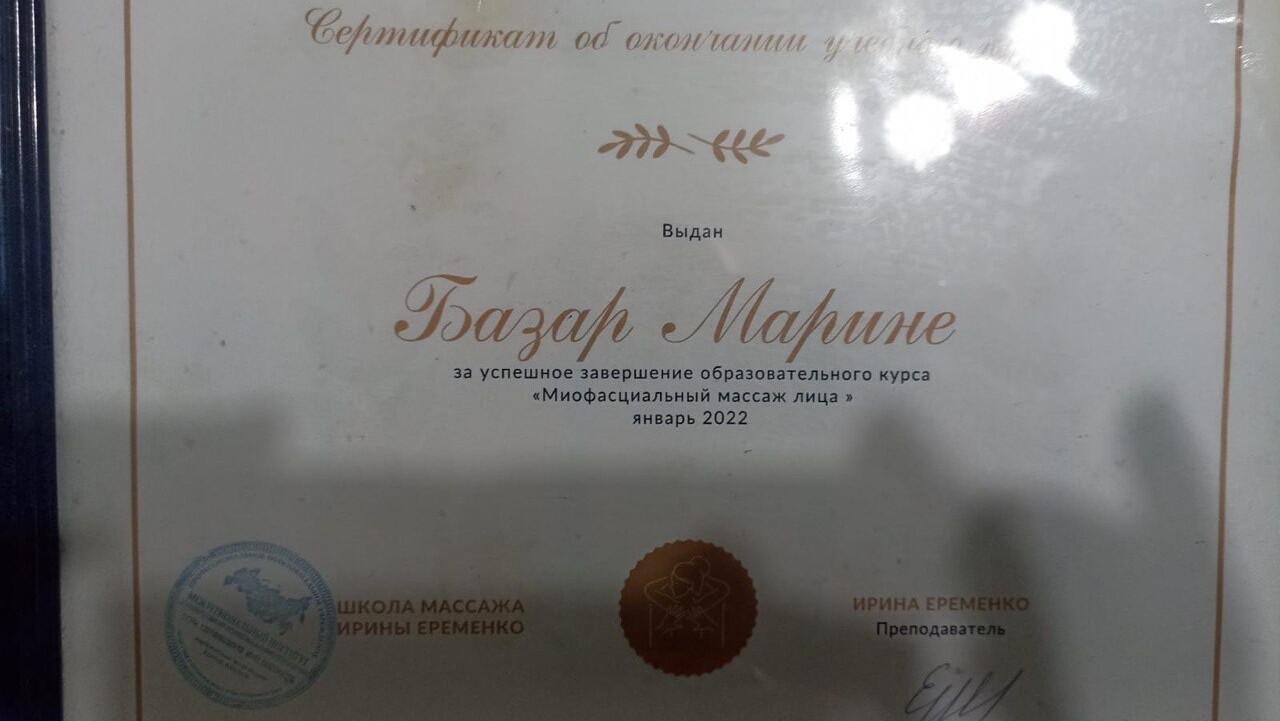 Сертификат об окончании
Выдан
Базар Марине
за успешное завершение образовательного курса
«Миофасциальный массаж лица »
январь 2022
ШКОЛА МАССАЖА
ИРИНЫ ЕРЕМЕНКО
ИРИНА ЕРЕМЕНКО
Преподаватель